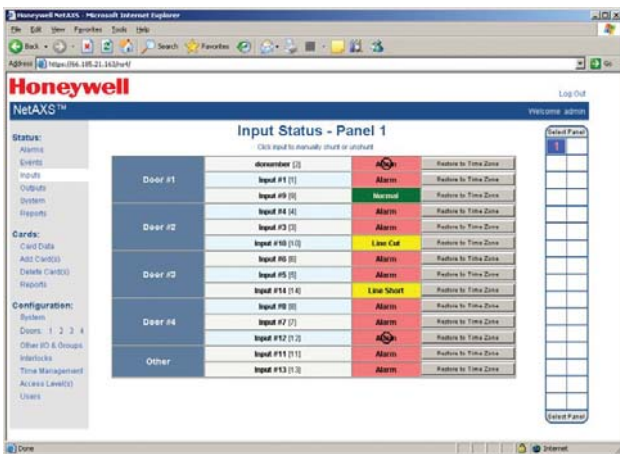 Honeywell NetAXS - Microsoft Internet Explorer
File Edit View Favorites Tools Help
Back Search Favorites
Address Go
Honeywell
Log Out
NetAXS™ Welcome admin
Input Status - Panel 1
Click input to manually shunt or unshunt
Select Panel
1
Status:
Alarms
Events
Inputs
Outputs
System
Reports
Cards:
Card Data
Add Card(s)
Delete Card(s)
Reports
Configuration:
System
Doors: 1 2 3 4
Other I/O & Groups
Interlocks
Time Management
Access Level(s)
Users
Door #1
[2] Alarm Restore to Time Zone
Input #1 [1] Alarm Restore to Time Zone
Input #9 [9] Normal Restore to Time Zone
Door #2
Input #4 [4] Alarm Restore to Time Zone
Input #3 [3] Alarm Restore to Time Zone
Input #10 [10] Line Cut Restore to Time Zone
Door #3
Input #6 [6] Alarm Restore to Time Zone
Input #5 [5] Alarm Restore to Time Zone
Input #14 [14] Line Short Restore to Time Zone
Door #4
Input #8 [8] Alarm Restore to Time Zone
Input #7 [7] Alarm Restore to Time Zone
Input #12 [12] Alarm Restore to Time Zone
Other
Input #11 [11] Alarm Restore to Time Zone
Input #13 [13] Alarm Restore to Time Zone
Select Panel
Done Internet